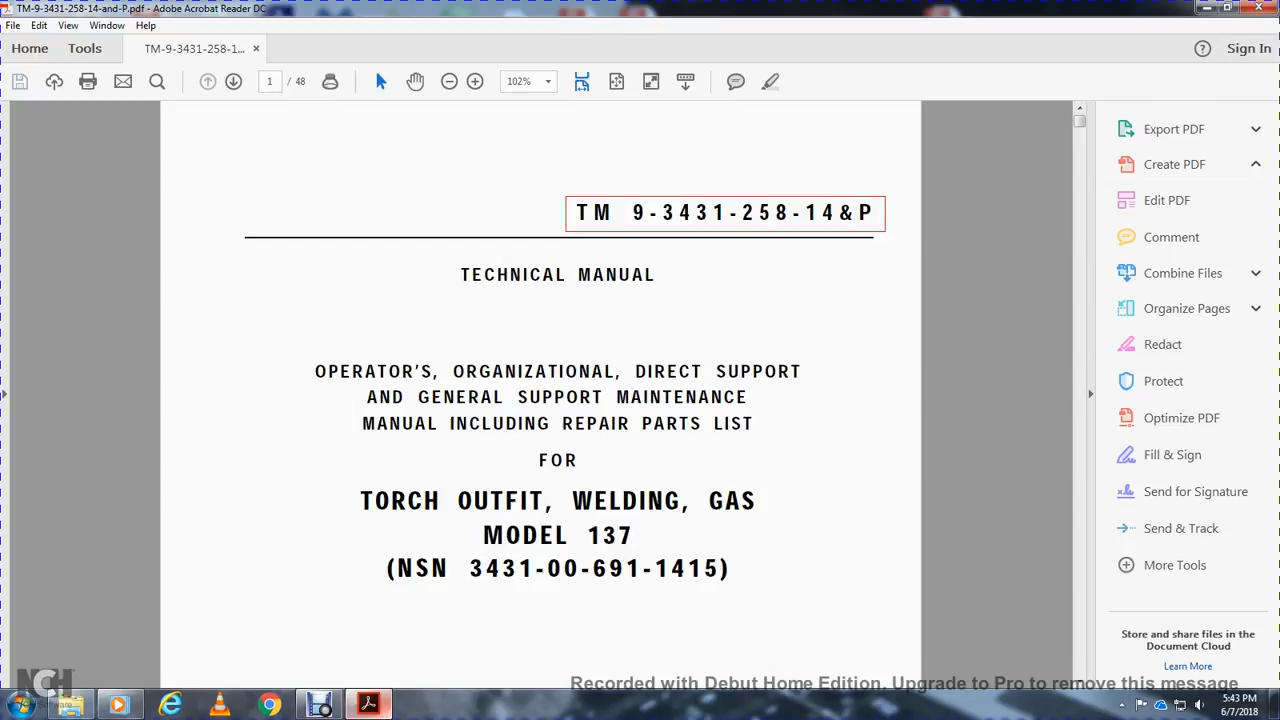 TM-9-3431-258-14-and-P.pdf - Adobe Acrobat Reader DC
File Edit View Window Help
Home Tools TM-9-3431-258-1... × Sign In
1 / 48 102%
TM 9-3431-258-14&P
TECHNICAL MANUAL
OPERATOR'S, ORGANIZATIONAL, DIRECT SUPPORT
AND GENERAL SUPPORT MAINTENANCE
MANUAL INCLUDING REPAIR PARTS LIST
FOR
TORCH OUTFIT, WELDING, GAS
MODEL 137
(NSN 3431-00-691-1415)
Export PDF
Create PDF
Edit PDF
Comment
Combine Files
Organize Pages
Redact
Protect
Optimize PDF
Fill & Sign
Send for Signature
Send & Track
More Tools
Store and share files in the
Document Cloud
Learn More
NCH
Software
Recorded with Debut Home Edition. Upgrade to Pro to remove this message
5:43 PM
6/7/2018